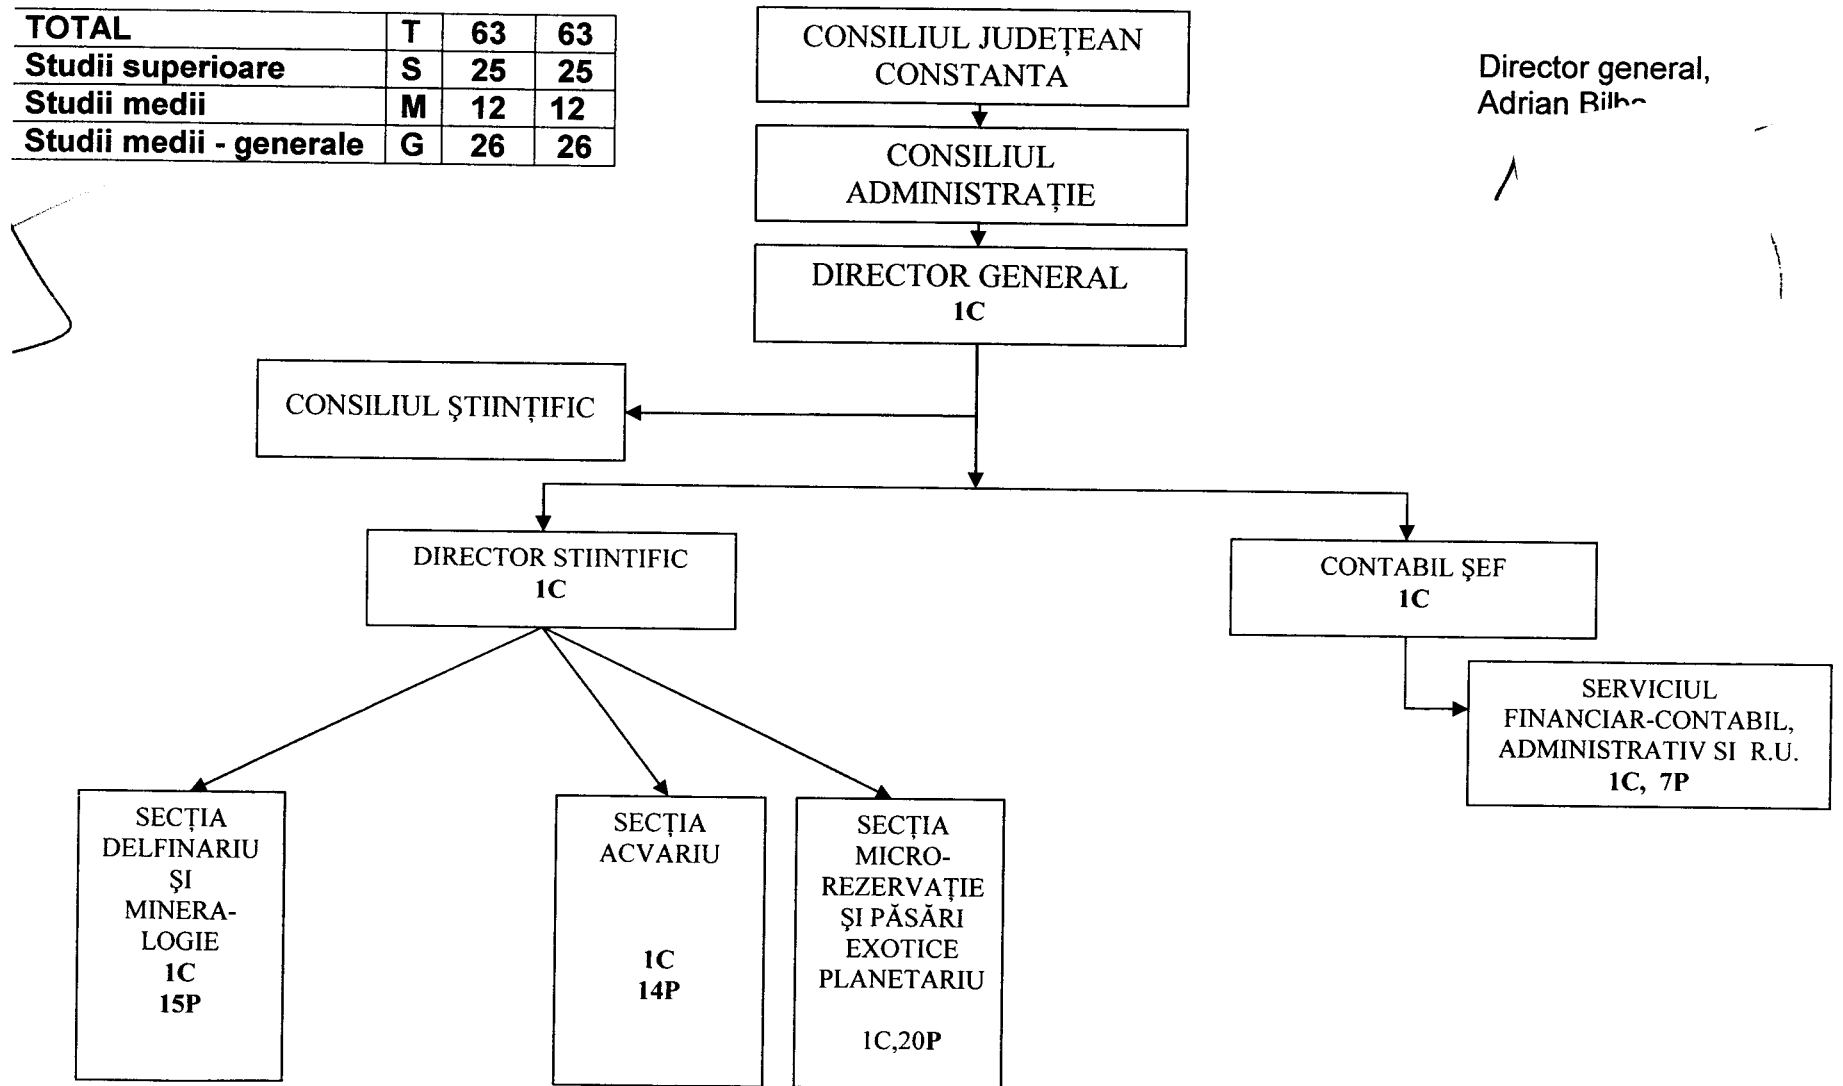 TOTAL T 63 63
Studii superioare S 25 25
Studii medii M 12 12
Studii medii - generale G 26 26
CONSILIUL JUDEȚEAN
CONSTANTA
Director general,
Adrian
CONSILIUL
ADMINISTRAȚIE
DIRECTOR GENERAL
1C
CONSILIUL ŞTIINȚIFIC
DIRECTOR STIINTIFIC
1C
CONTABIL ŞEF
1C
SERVICIUL
FINANCIAR-CONTABIL,
ADMINISTRATIV SI R.U.
1C, 7P
SECȚIA
DELFINARIU
ŞI
MINERA-
LOGIE
1C
15P
SECȚIA
ACVARIU
1C
14P
SECȚIA
MICRO-
REZERVAȚIE
ŞI PĂSĂRI
EXOTICE
PLANETARIU
1C,20P